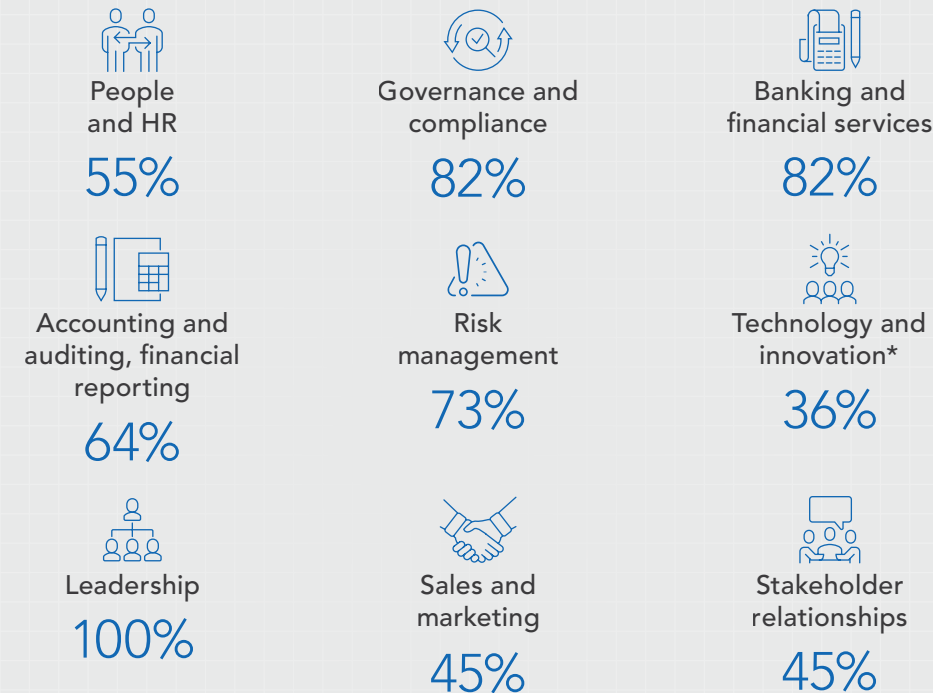 People
and HR
55%
Governance and
compliance
82%
Banking and
financial services
82%
Accounting and
auditing, financial
reporting
64%
Risk
management
73%
Technology and
innovation*
36%
Leadership
100%
Sales and
marketing
45%
Stakeholder
relationships
45%